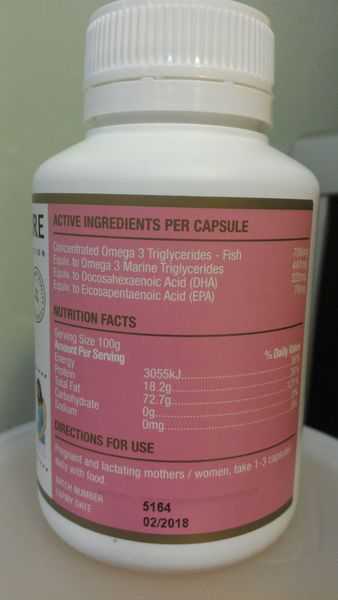 RE
ACTIVE INGREDIENTS PER CAPSULE
Concentrated Omega 3 Triglycerides - Fish
Equiv. to Omega 3 Marine Triglycerides
Equiv. to Docosahexaenoic Acid (DHA)
Equiv. to Eicosapentaenoic Acid (EPA)
NUTRITION FACTS
Serving Size 100g
Amount Per Serving % Daily Value
Energy 3055kJ
Protein 18.2g
Total Fat 72.7g
Carbohydrate 0g
Sodium 0mg
DIRECTIONS FOR USE
Pregnant and lactating mothers / women, take 1-3 capsules
daily with food.
BATCH NUMBER 5164
EXPIRY DATE 02/2018